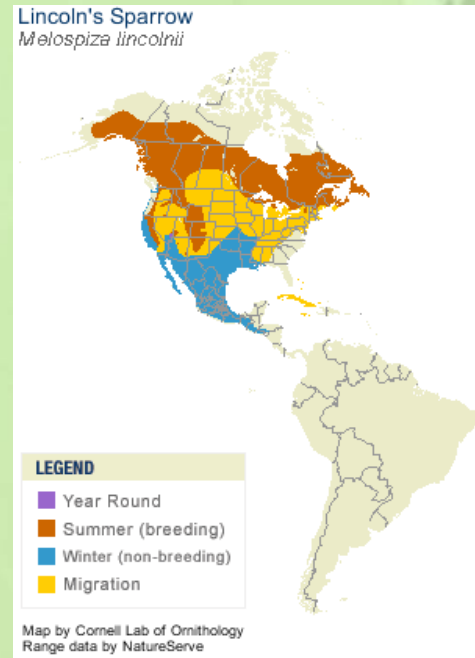 Lincoln's Sparrow
Melospiza lincolnii
LEGEND
Year Round
Summer (breeding)
Winter (non-breeding)
Migration
Map by Cornell Lab of Ornithology
Range data by NatureServe